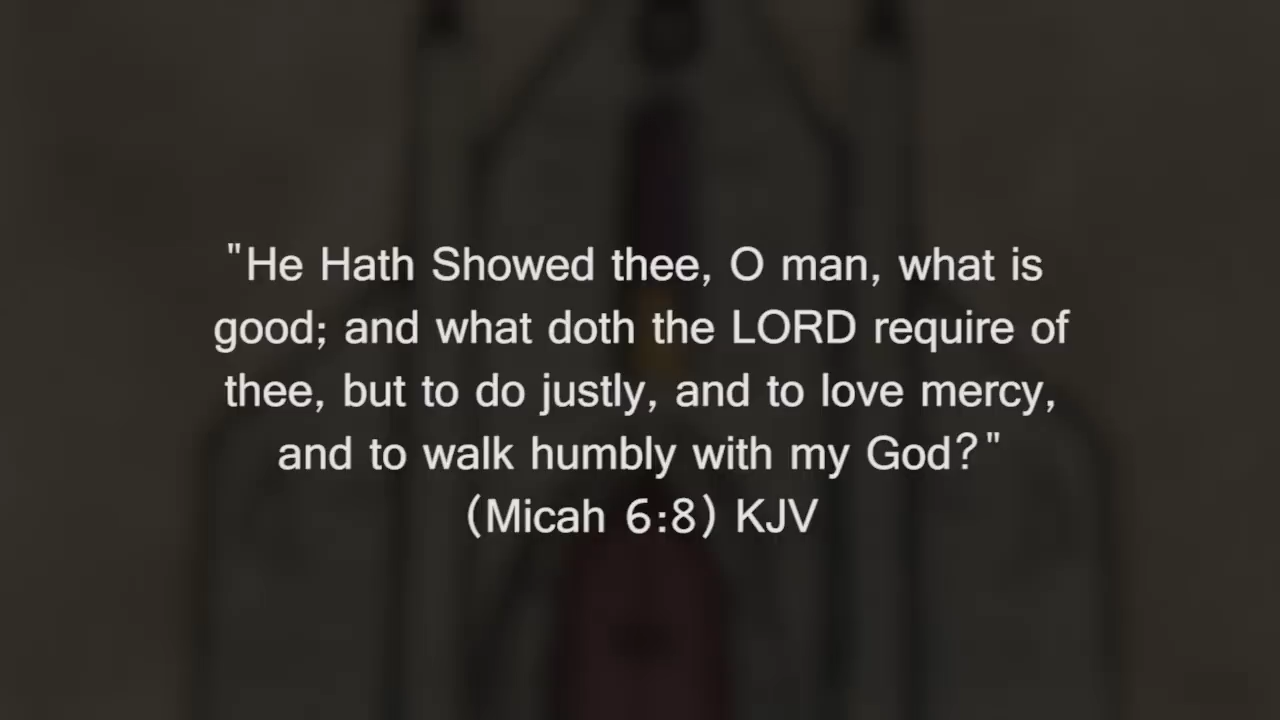 "He Hath Showed thee, O man, what is
good; and what doth the LORD require of
thee, but to do justly, and to love mercy,
and to walk humbly with my God?"
(Micah 6:8) KJV